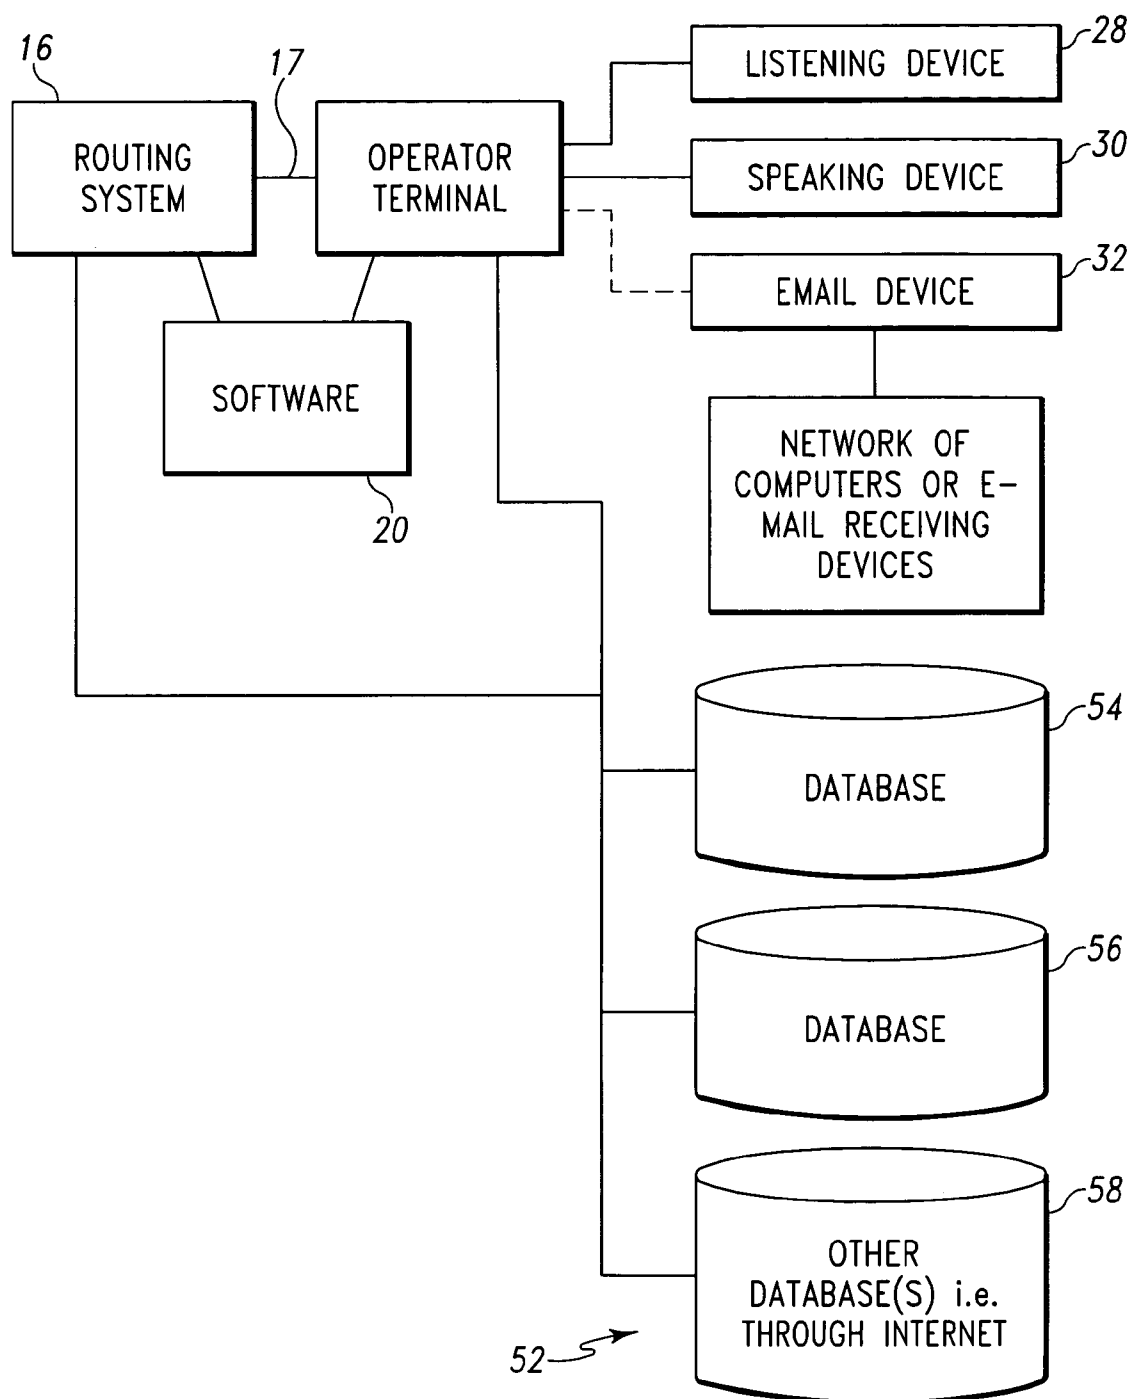 16
17
28
LISTENING DEVICE
ROUTING
SYSTEM
OPERATOR
TERMINAL
30
SPEAKING DEVICE
32
EMAIL DEVICE
SOFTWARE
20
NETWORK OF
COMPUTERS OR E-
MAIL RECEIVING
DEVICES
54
DATABASE
56
DATABASE
58
OTHER
DATABASE(S) i.e.
THROUGH INTERNET
52